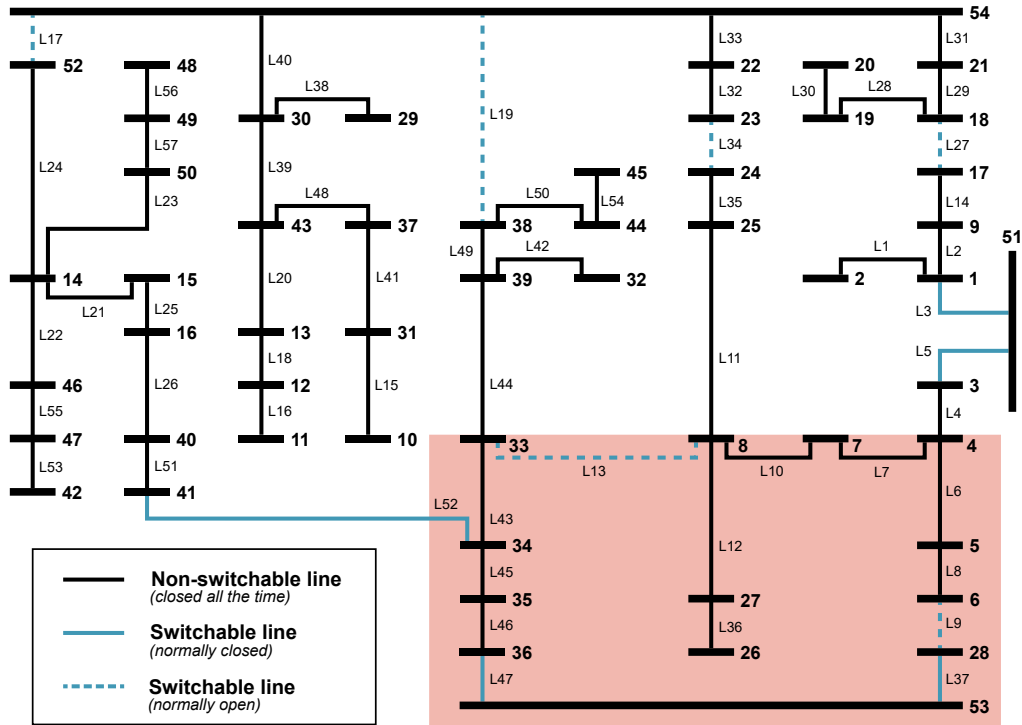 54
L17 L40 L33 L31
52 48 22 20 21
L56 L38 L32 L30 L28 L29
49 30 29 L19 23 19 18
L24 L57 L39 L34 L27
50 45 24 17
L23 L48 L50 L54 L35 L14
43 37 38 44 25 9 51
L49 L42 L1 L2
14 15 L20 L41 39 32 2 1
L21 L25 L3
L22 16 13 31 L11 L5
L18
46 L26 12 L44 L15 3
L55 L16 L4
47 40 11 10 33 8 7 4
L53 L51 L13 L10 L7 L6
42 41 L52 L43
34 L12 5
L45 L8
35 27 6
L46 L36 L9
36 26 28
L47 L37
53
Non-switchable line
(closed all the time)
Switchable line
(normally closed)
Switchable line
(normally open)